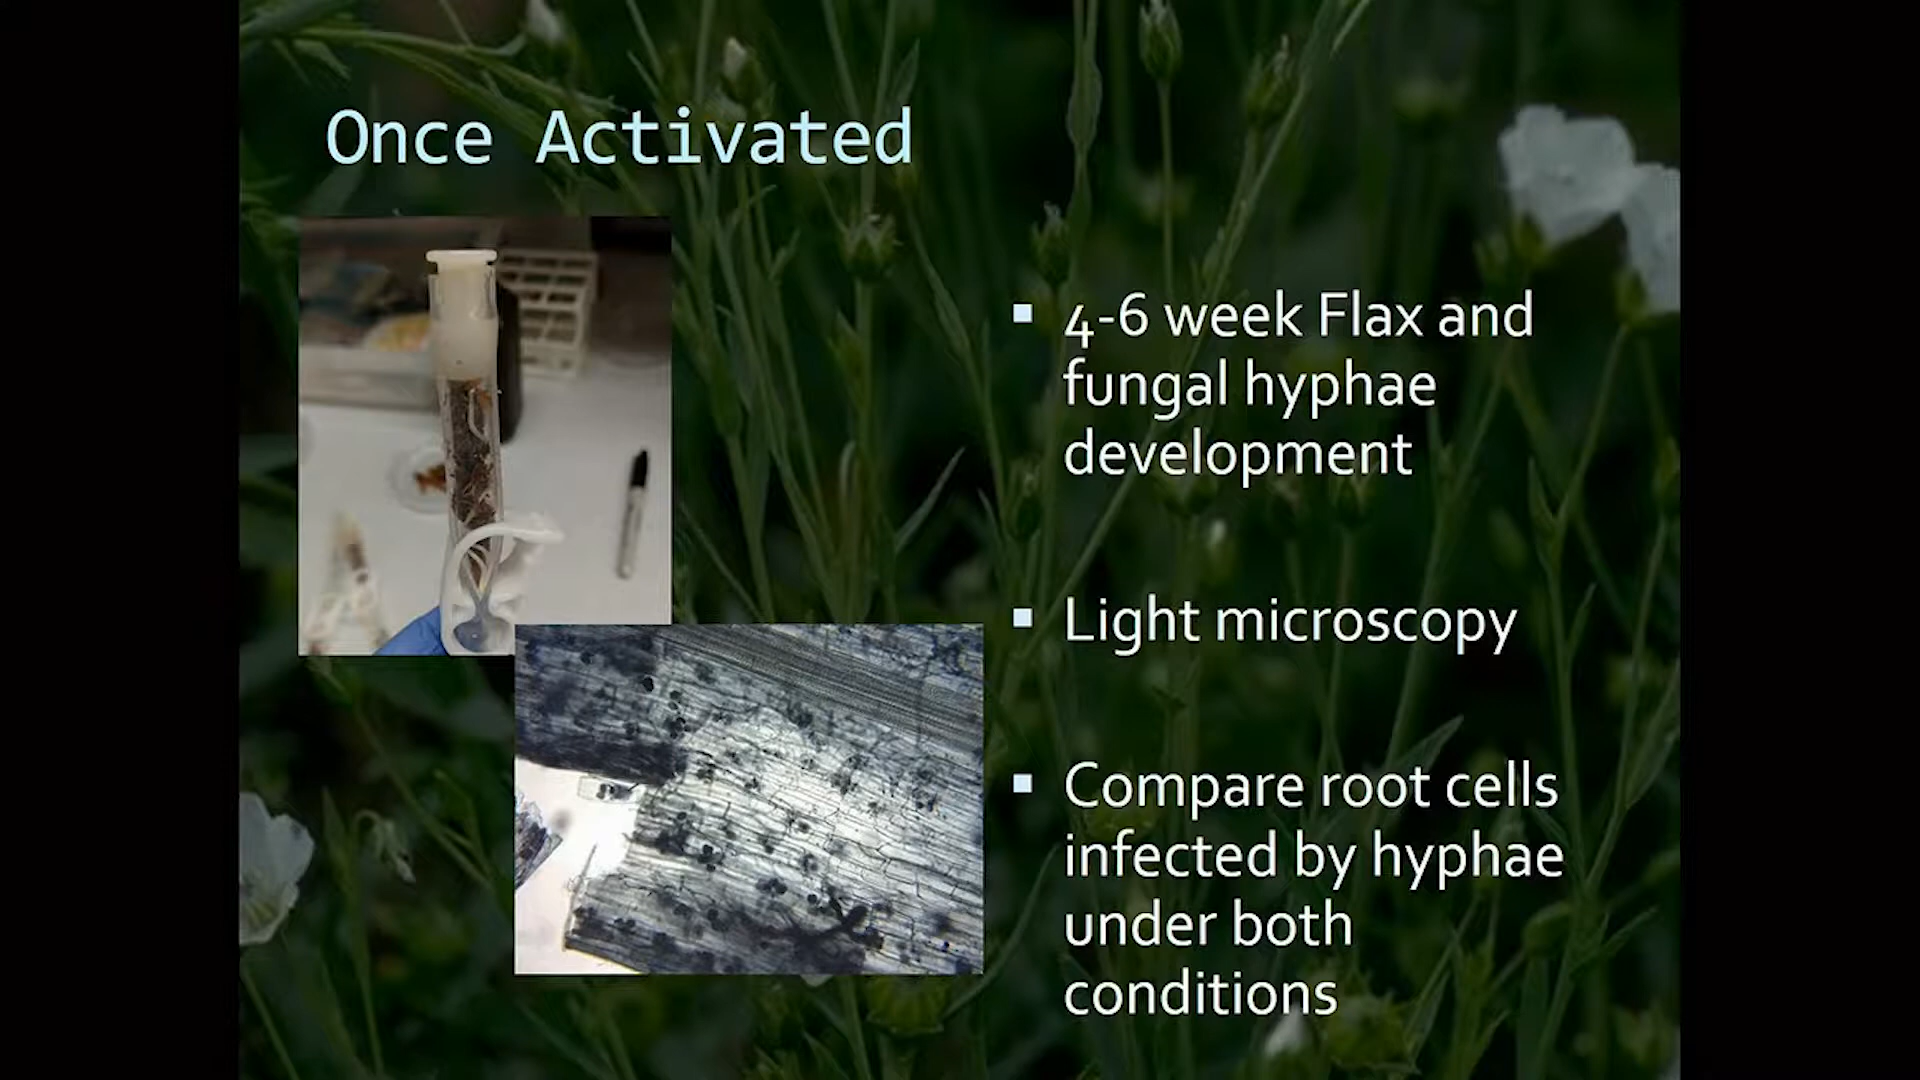 Once Activated
▪ 4-6 week Flax and
fungal hyphae
development
▪ Light microscopy
▪ Compare root cells
infected by hyphae
under both
conditions